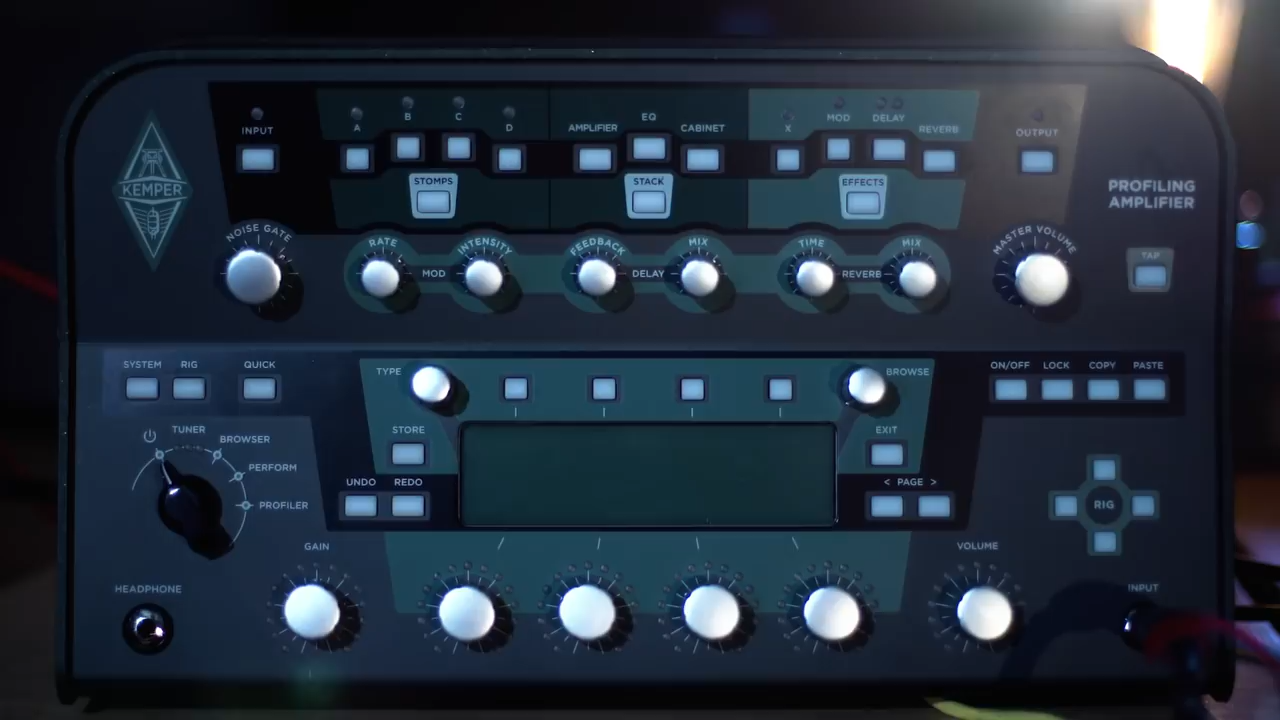 KEMPER
INPUT
A
B
C
D
AMPLIFIER
EQ
CABINET
X
MOD
DELAY
REVERB
OUTPUT
STOMPS
STACK
EFFECTS
PROFILING
AMPLIFIER
NOISE GATE
RATE
MOD
INTENSITY
FEEDBACK
DELAY
MIX
TIME
REVERB
MIX
MASTER VOLUME
TAP
SYSTEM
RIG
QUICK
TYPE
BROWSE
ON/OFF
LOCK
COPY
PASTE
TUNER
BROWSER
PERFORM
PROFILER
STORE
EXIT
UNDO
REDO
< PAGE >
RIG
GAIN
VOLUME
HEADPHONE
INPUT